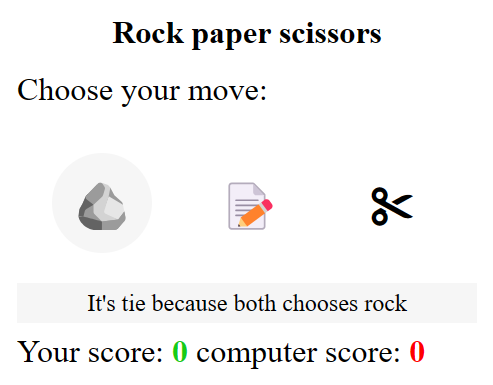 Rock paper scissors
Choose your move:
It's tie because both chooses rock
Your score: 0 computer score: 0